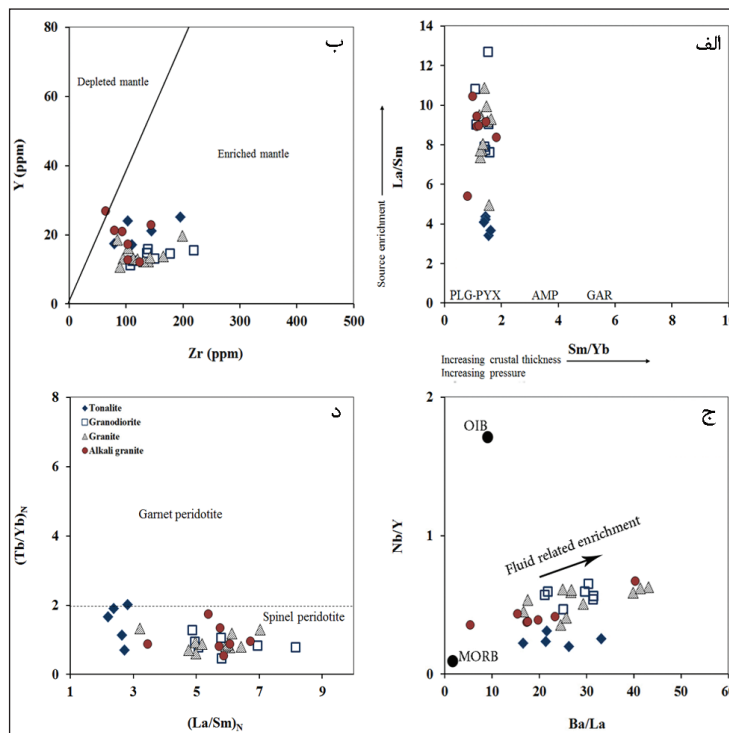 الف
14
12
10
8
6
4
2
0
La/Sm
Source enrichment
PLG-PYX AMP GAR
0 2 4 6 8 10
Sm/Yb
Increasing crustal thickness
Increasing pressure
ب
80
60
40
20
0
Y (ppm)
Depleted mantle
Enriched mantle
0 100 200 300 400 500
Zr (ppm)
ج
2
1
0
Nb/Y
OIB
Fluid related enrichment
MORB
0 10 20 30 40 50 60
Ba/La
د
8
6
4
2
0
(Tb/Yb)N
Tonalite
Granodiorite
Granite
Alkali granite
Garnet peridotite
Spinel peridotite
1 3 5 7 9
(La/Sm)N